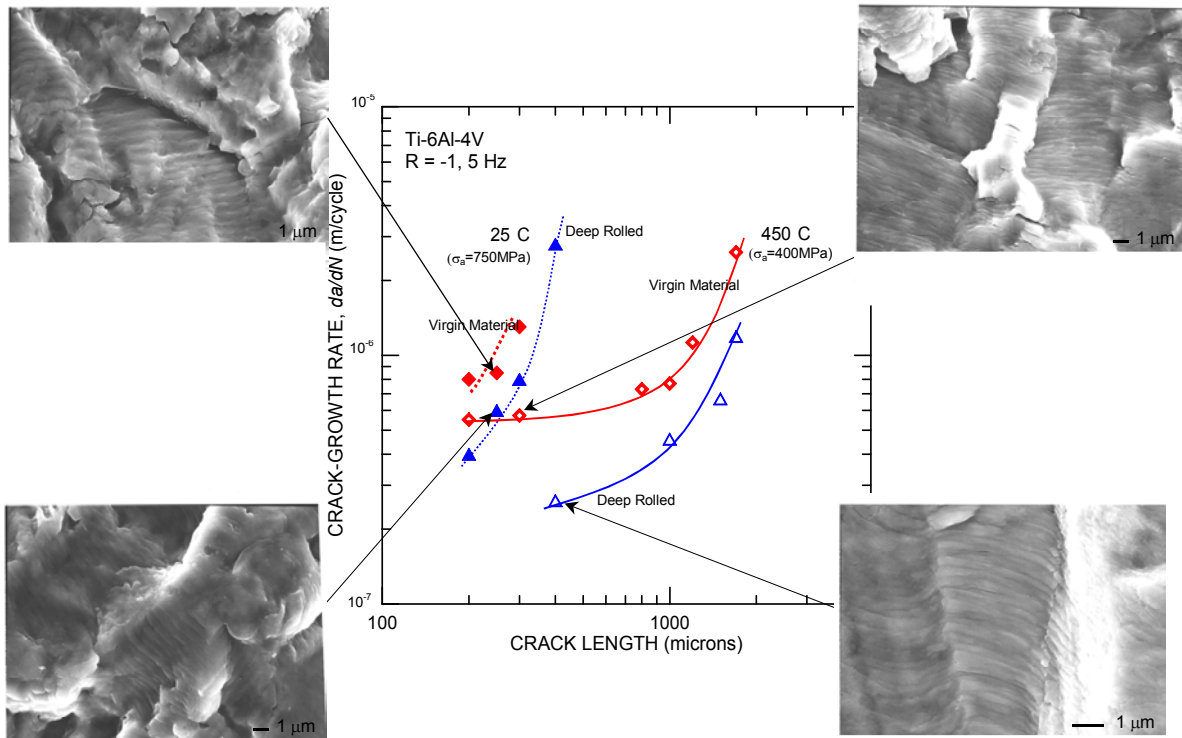 1 μm
1 μm
10-5
Ti-6Al-4V
R = -1, 5 Hz
Deep Rolled
25 C
(σa=750MPa)
450 C
(σa=400MPa)
Virgin Material
Virgin Material
10-6
Deep Rolled
10-7
100
1000
CRACK LENGTH (microns)
CRACK-GROWTH RATE, da/dN (m/cycle)
1 μm
1 μm